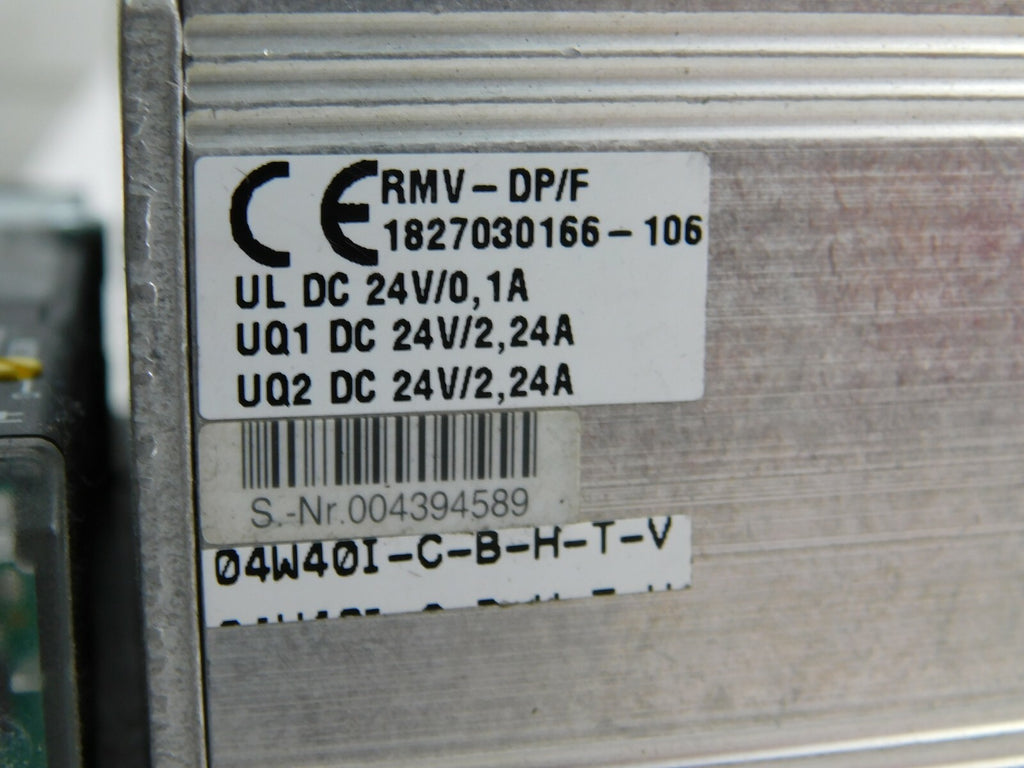 CE RMV-DP/F
1827030166-106
UL DC 24V/0,1A
UQ1 DC 24V/2,24A
UQ2 DC 24V/2,24A
S.-Nr.004394589
04W40I-C-B-H-T-V